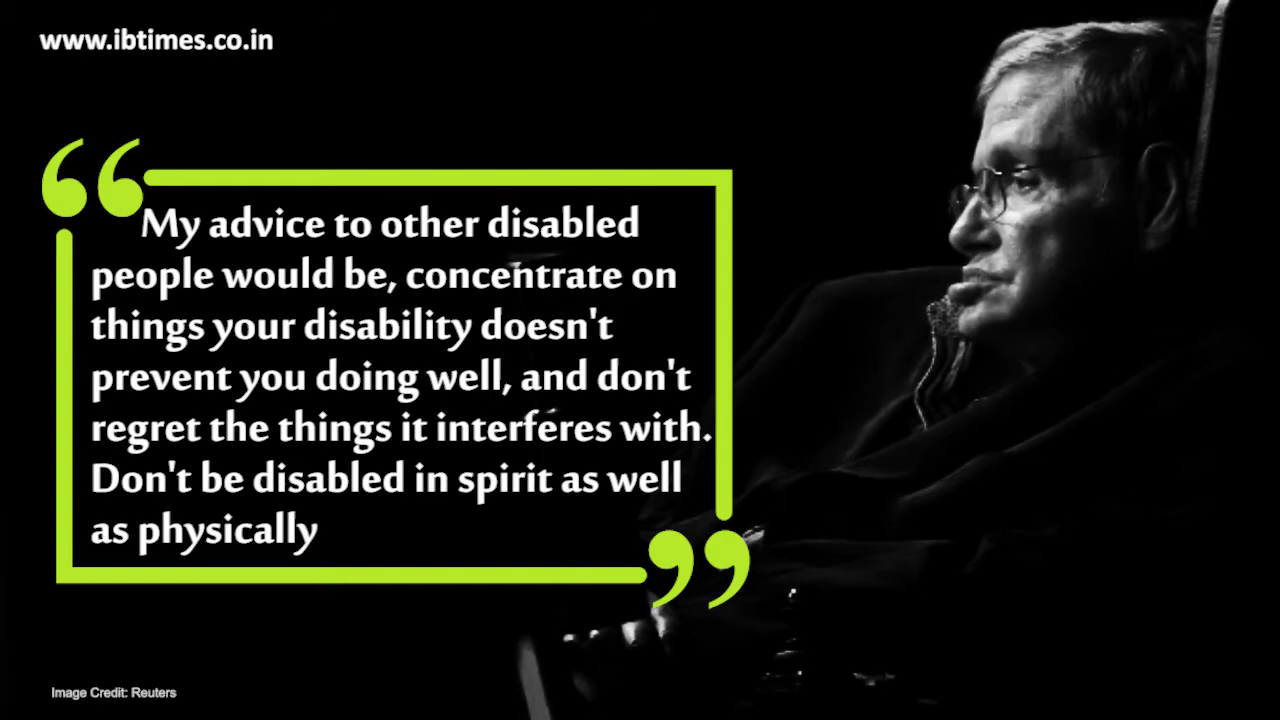 www.ibtimes.co.in
My advice to other disabled
people would be, concentrate on
things your disability doesn't
prevent you doing well, and don't
regret the things it interferes with.
Don't be disabled in spirit as well
as physically
Image Credit: Reuters